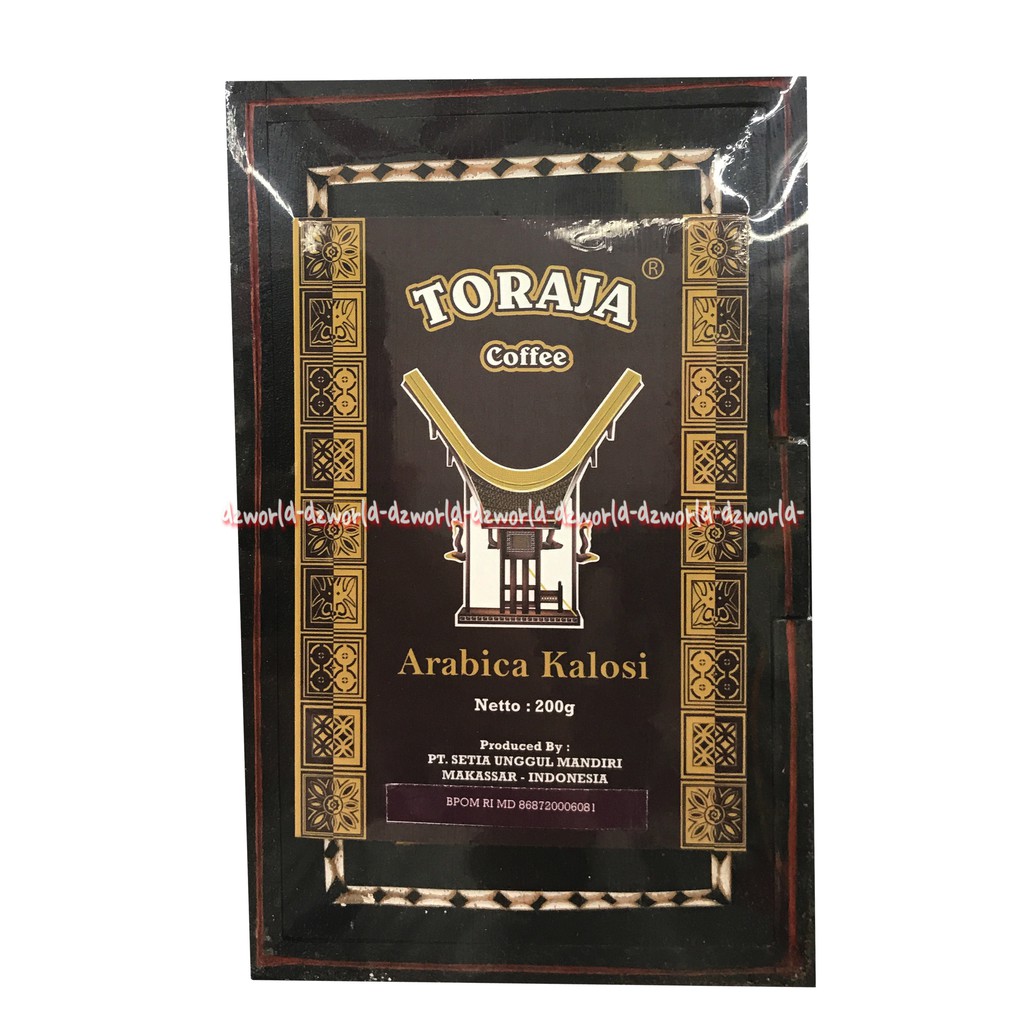 TORAJA ®
Coffee
dzworld-dzworld-dzworld-dzworld-dzworld-dzworld-dzworld-
Arabica Kalosi
Netto : 200g
Produced By :
PT. SETIA UNGGUL MANDIRI
MAKASSAR - INDONESIA
BPOM RI MD 868720006081